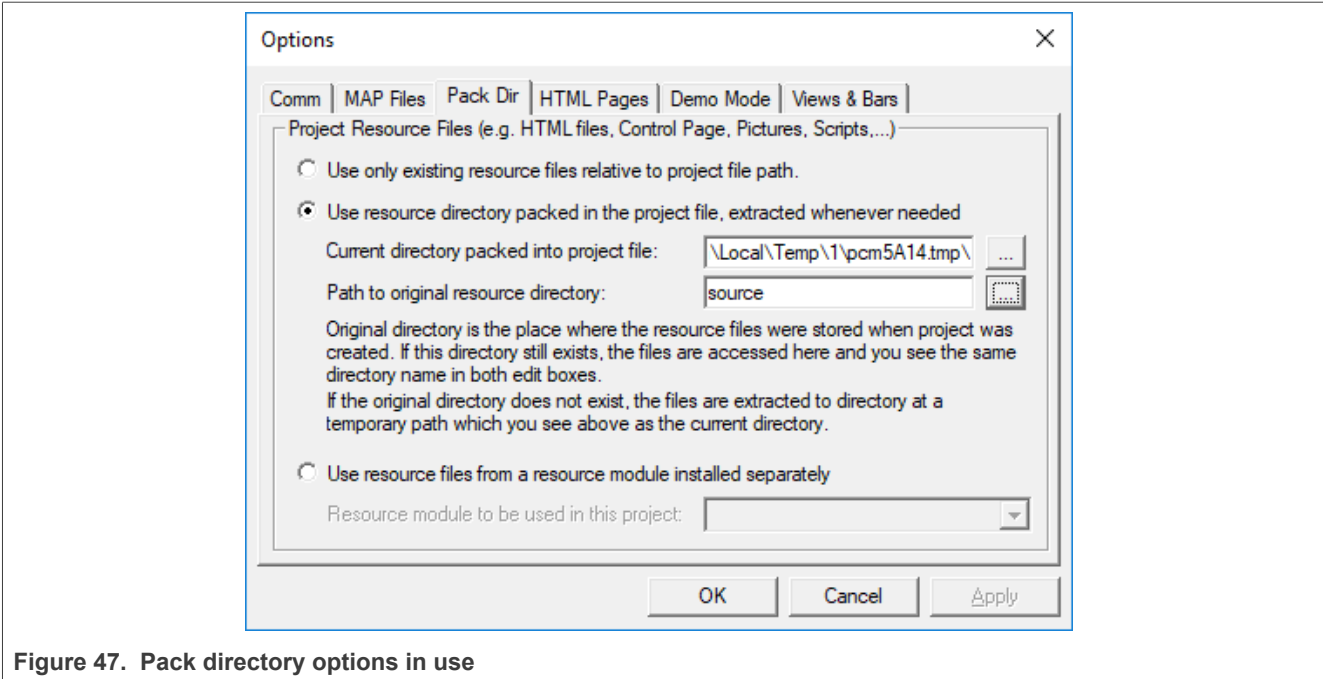 Options
Comm
MAP Files
Pack Dir
HTML Pages
Demo Mode
Views & Bars
Project Resource Files (e.g. HTML files, Control Page, Pictures, Scripts,...)
Use only existing resource files relative to project file path.
Use resource directory packed in the project file, extracted whenever needed
Current directory packed into project file:
\Local\Temp\1\pcm5A14.tmp\
...
Path to original resource directory:
source
...
Original directory is the place where the resource files were stored when project was
created. If this directory still exists, the files are accessed here and you see the same
directory name in both edit boxes.
If the original directory does not exist, the files are extracted to directory at a
temporary path which you see above as the current directory.
Use resource files from a resource module installed separately
Resource module to be used in this project:
OK
Cancel
Apply
Figure 47. Pack directory options in use